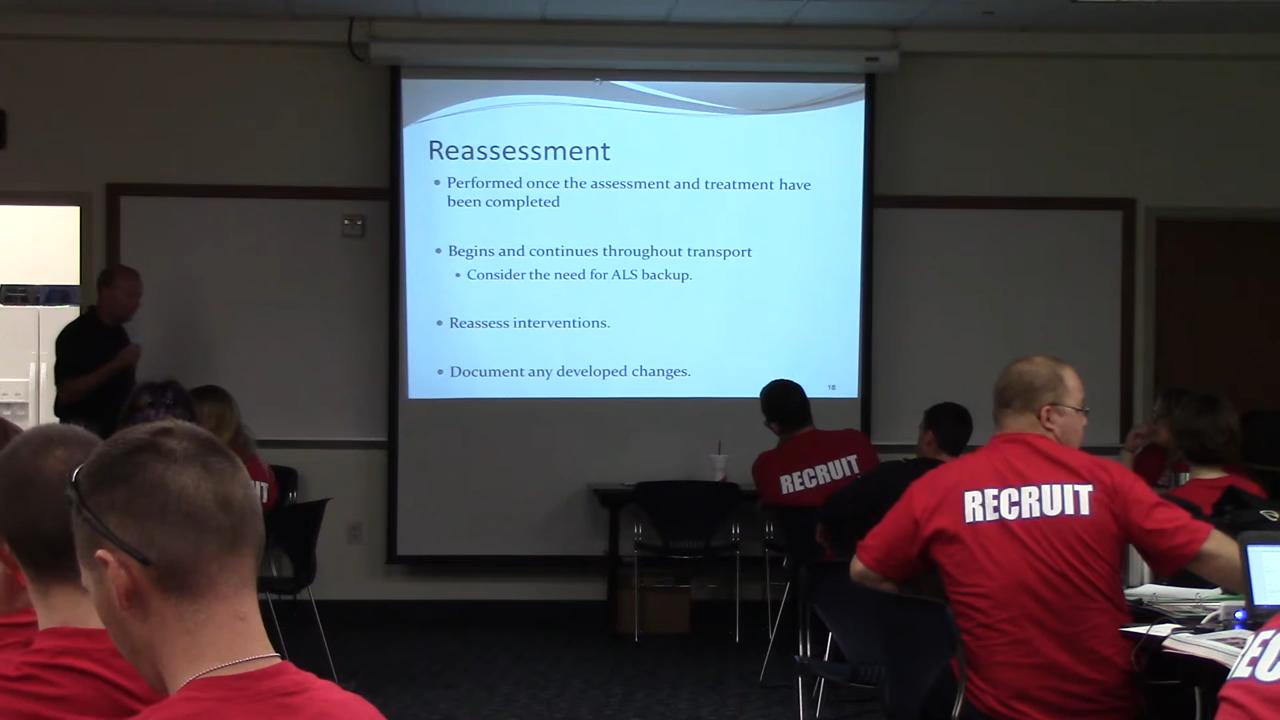 Reassessment
• Performed once the assessment and treatment have
been completed
• Begins and continues throughout transport
• Consider the need for ALS backup.
• Reassess interventions.
• Document any developed changes.
18
RECRUIT
RECRUIT